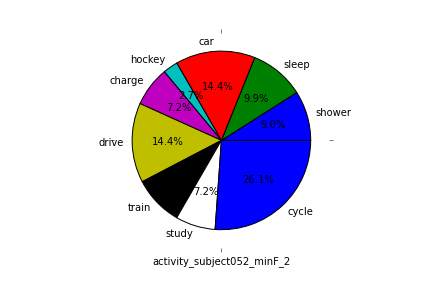 car
hockey
sleep
charge
14.4%
2.7%
9.9%
7.2%
shower
9.0%
drive
14.4%
26.1%
7.2%
train
cycle
study
activity_subject052_minF_2